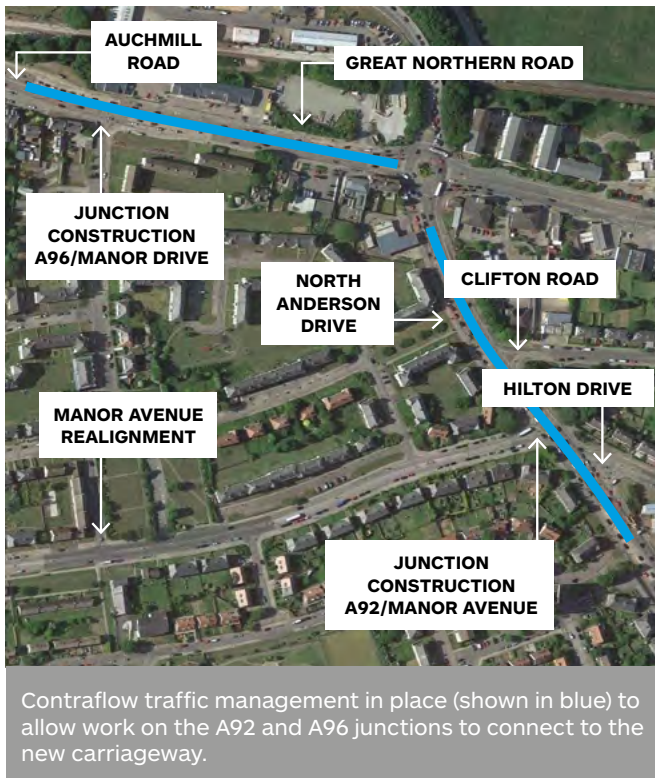 AUCHMILL
ROAD
GREAT NORTHERN ROAD
JUNCTION
CONSTRUCTION
A96/MANOR DRIVE
NORTH
ANDERSON
DRIVE
CLIFTON ROAD
HILTON DRIVE
MANOR AVENUE
REALIGNMENT
JUNCTION
CONSTRUCTION
A92/MANOR AVENUE
Contraflow traffic management in place (shown in blue) to
allow work on the A92 and A96 junctions to connect to the
new carriageway.